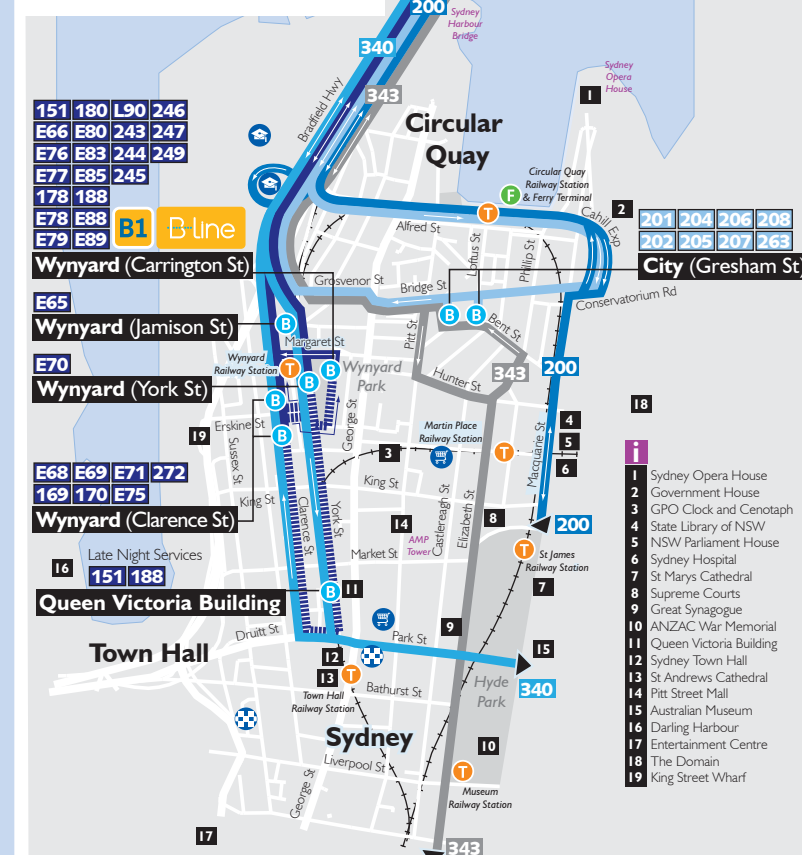 200
Sydney
Harbour
Bridge
340
Bradfield Hwy
343
Sydney
Opera
House
1
Circular
Quay
151 180 L90 246
E66 E80 243 247
E76 E83 244 249
E77 E85 245
178 188
E78 E88
E79 E89
B1 B-line
Wynyard (Carrington St)
Circular Quay
Railway Station
& Ferry Terminal
F
T
2
Cahill Exp
Alfred St
Loftus St
Phillip St
201 204 206 208
202 205 207 263
City (Gresham St)
Grosvenor St
Bridge St
Conservatorium Rd
B
B
Bent St
Pitt St
E65
Wynyard (Jamison St)
B
Margaret St
Wynyard
Railway Station
T
B
Wynyard
Park
E70
Wynyard (York St)
B
Hunter St
343
200
B
Erskine St
19
B
Sussex St
George St
Martin Place
Railway Station
T
3
Macquarie St
4
5
6
18
E68 E69 E71 272
169 170 E75
Wynyard (Clarence St)
King St
King St
Clarence St
York St
Castlereagh St
Elizabeth St
14
AMP
Tower
8
200
Market St
T
St James
Railway Station
7
16
Late Night Services
151 188
Queen Victoria Building
B
11
9
Druitt St
Park St
Town Hall
12
13
T
Town Hall
Railway Station
Bathurst St
15
340
Hyde
Park
Sydney
10
Liverpool St
George St
T
Museum
Railway Station
17
343
i
1 Sydney Opera House
2 Government House
3 GPO Clock and Cenotaph
4 State Library of NSW
5 NSW Parliament House
6 Sydney Hospital
7 St Marys Cathedral
8 Supreme Courts
9 Great Synagogue
10 ANZAC War Memorial
11 Queen Victoria Building
12 Sydney Town Hall
13 St Andrews Cathedral
14 Pitt Street Mall
15 Australian Museum
16 Darling Harbour
17 Entertainment Centre
18 The Domain
19 King Street Wharf